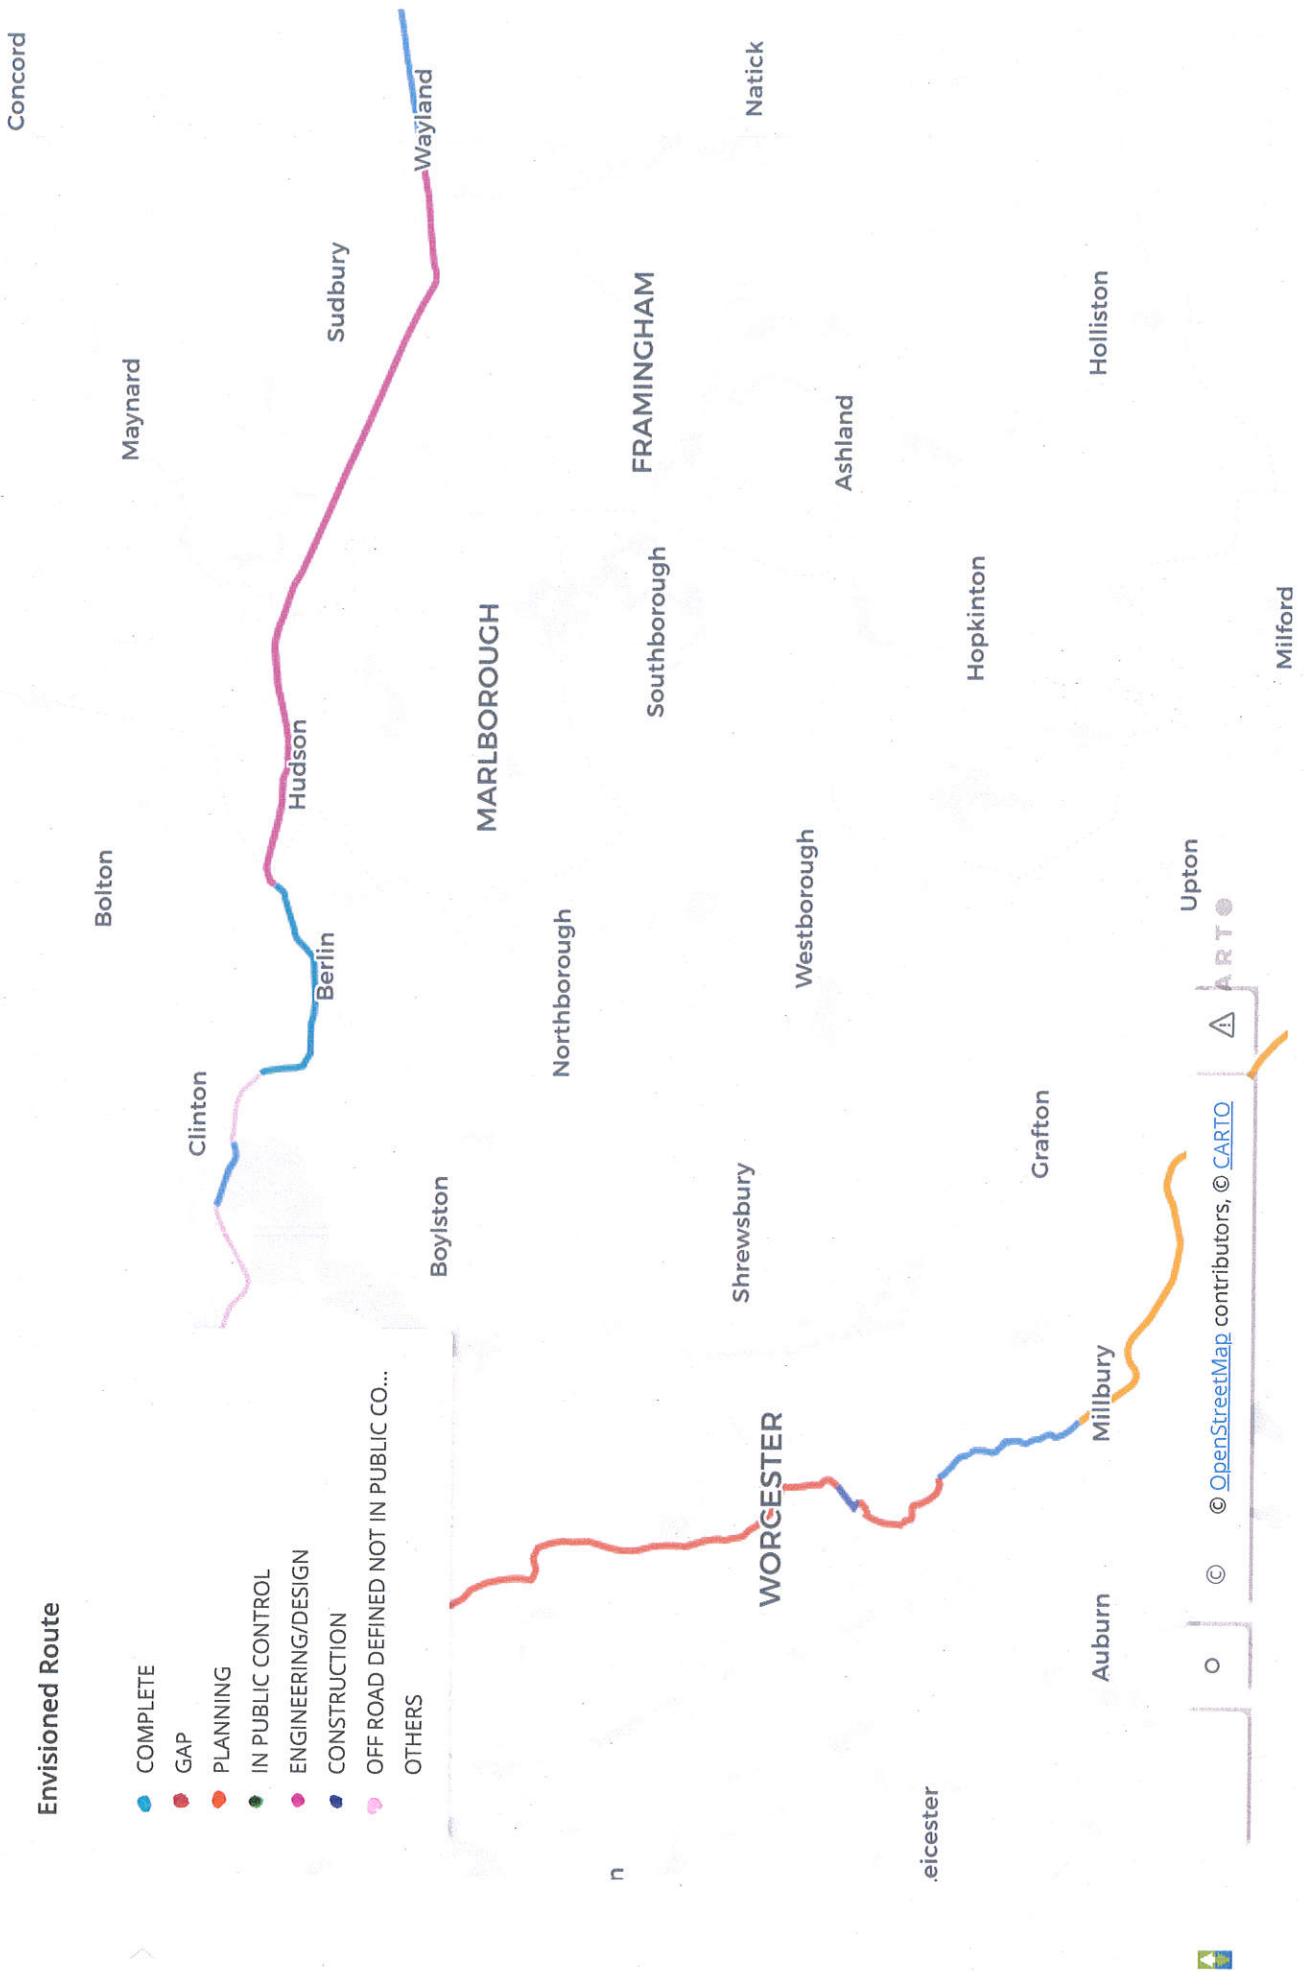 Envisioned Route
COMPLETE
GAP
PLANNING
IN PUBLIC CONTROL
ENGINEERING/DESIGN
CONSTRUCTION
OFF ROAD DEFINED NOT IN PUBLIC CO...
OTHERS
Concord
Maynard
Bolton
Clinton
Sudbury
Wayland
Hudson
Berlin
Boylston
MARLBOROUGH
Northborough
FRAMINGHAM
Southborough
Natick
Shrewsbury
WORCESTER
Westborough
Ashland
n
.eicester
Hopkinton
Grafton
Holliston
Auburn
Millbury
Upton
Milford
ART
© © OpenStreetMap contributors, © CARTO